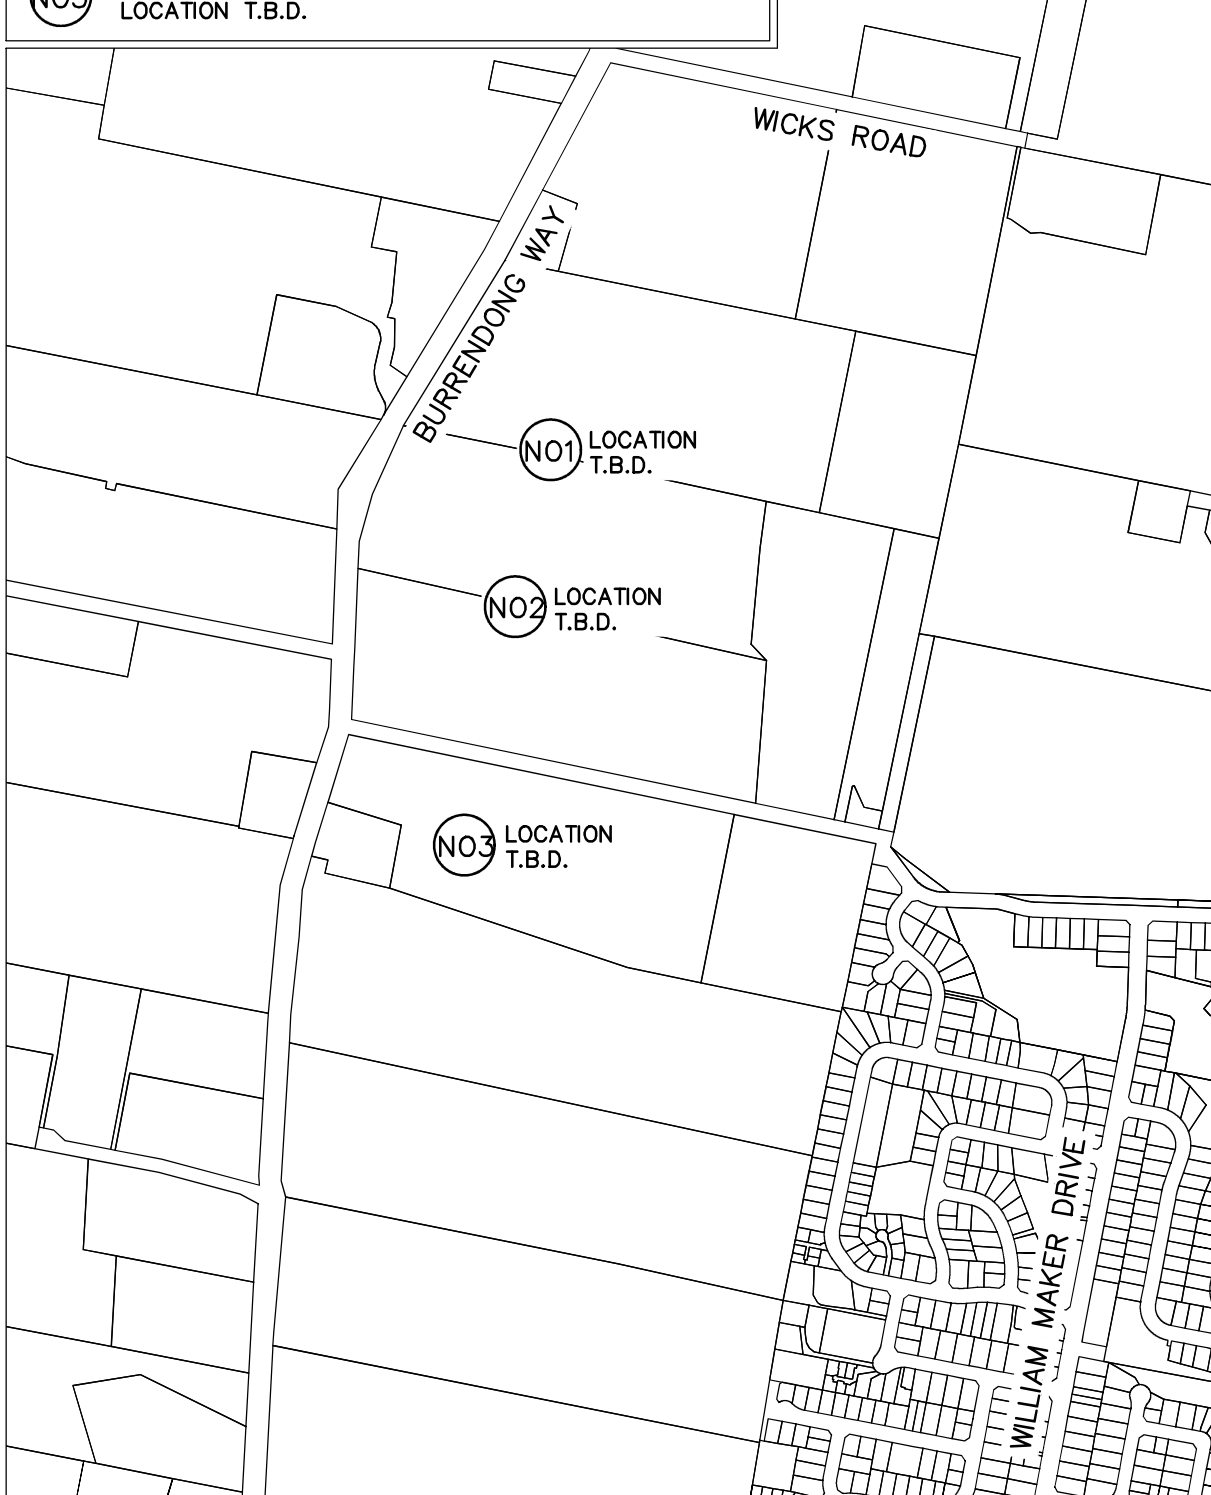 LOCATION T.B.D.
WICKS ROAD
BURRENDONG WAY
NO1 LOCATION
T.B.D.
NO2 LOCATION
T.B.D.
NO3 LOCATION
T.B.D.
WILLIAM MAKER DRIVE